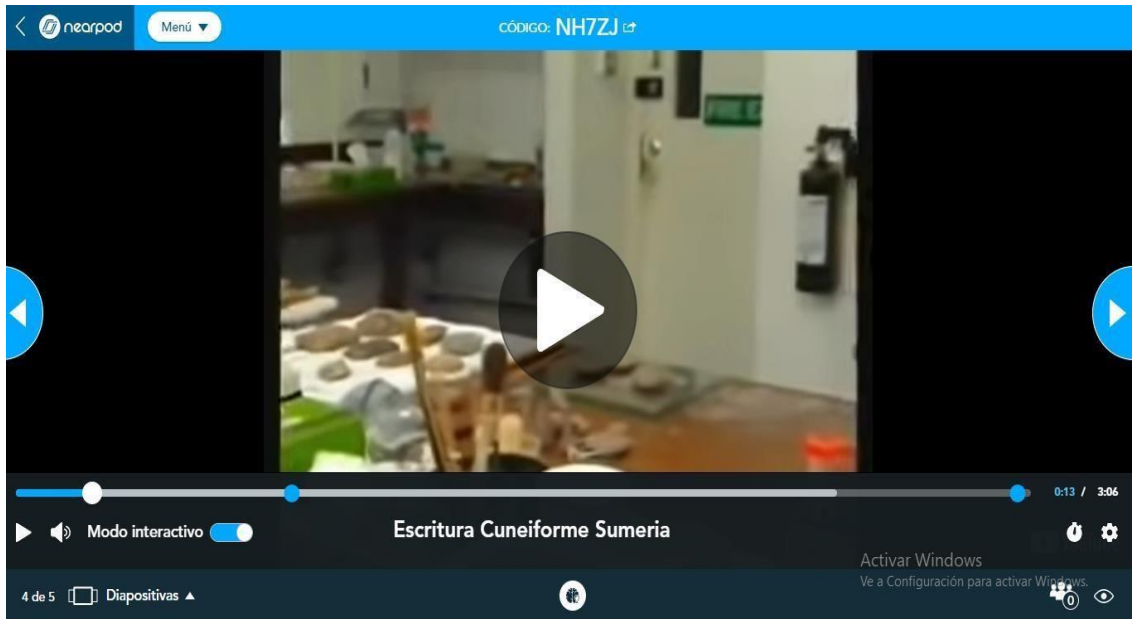 nearpod
Menú ▼
CÓDIGO: NH7ZJ
0:13 / 3:06
Modo interactivo
Escritura Cuneiforme Sumeria
Activar Windows
Ve a Configuración para activar Windows.
4 de 5
Diapositivas ▲
0